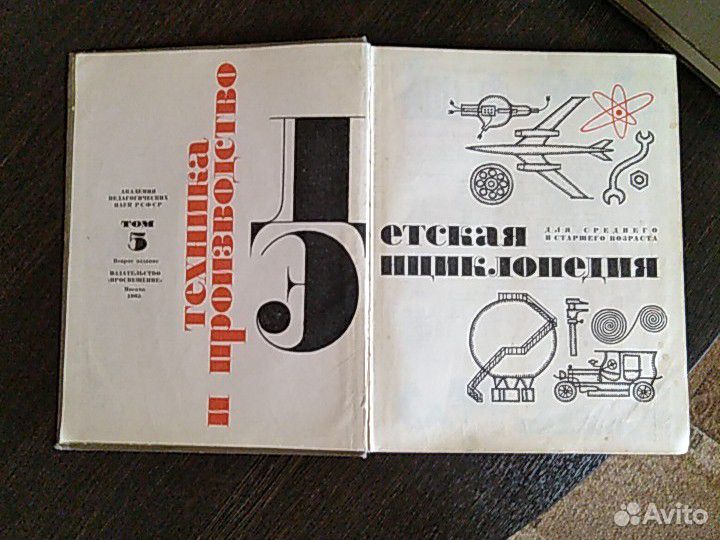 АКАДЕМИЯ
ПЕДАГОГИЧЕСКИХ
НАУК РСФСР
ТОМ
5
Второе издание
ИЗДАТЕЛЬСТВО
«ПРОСВЕЩЕНИЕ»
Москва
1965
техника
и производство
Детская
Энциклопедия
ДЛЯ СРЕДНЕГО
И СТАРШЕГО ВОЗРАСТА
Avito